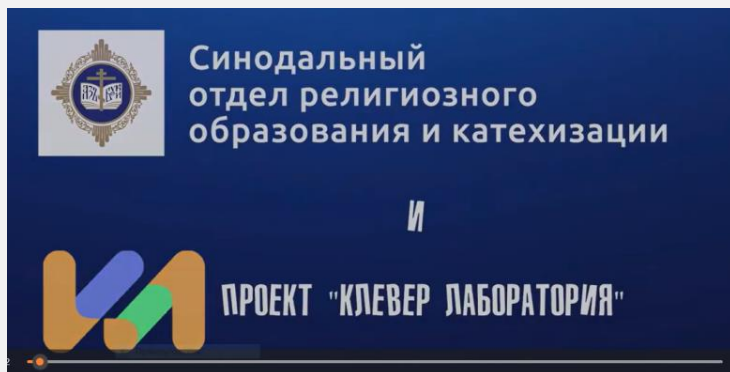 Синодальный
отдел религиозного
образования и катехизации
И
ПРОЕКТ "КЛЕВЕР ЛАБОРАТОРИЯ"